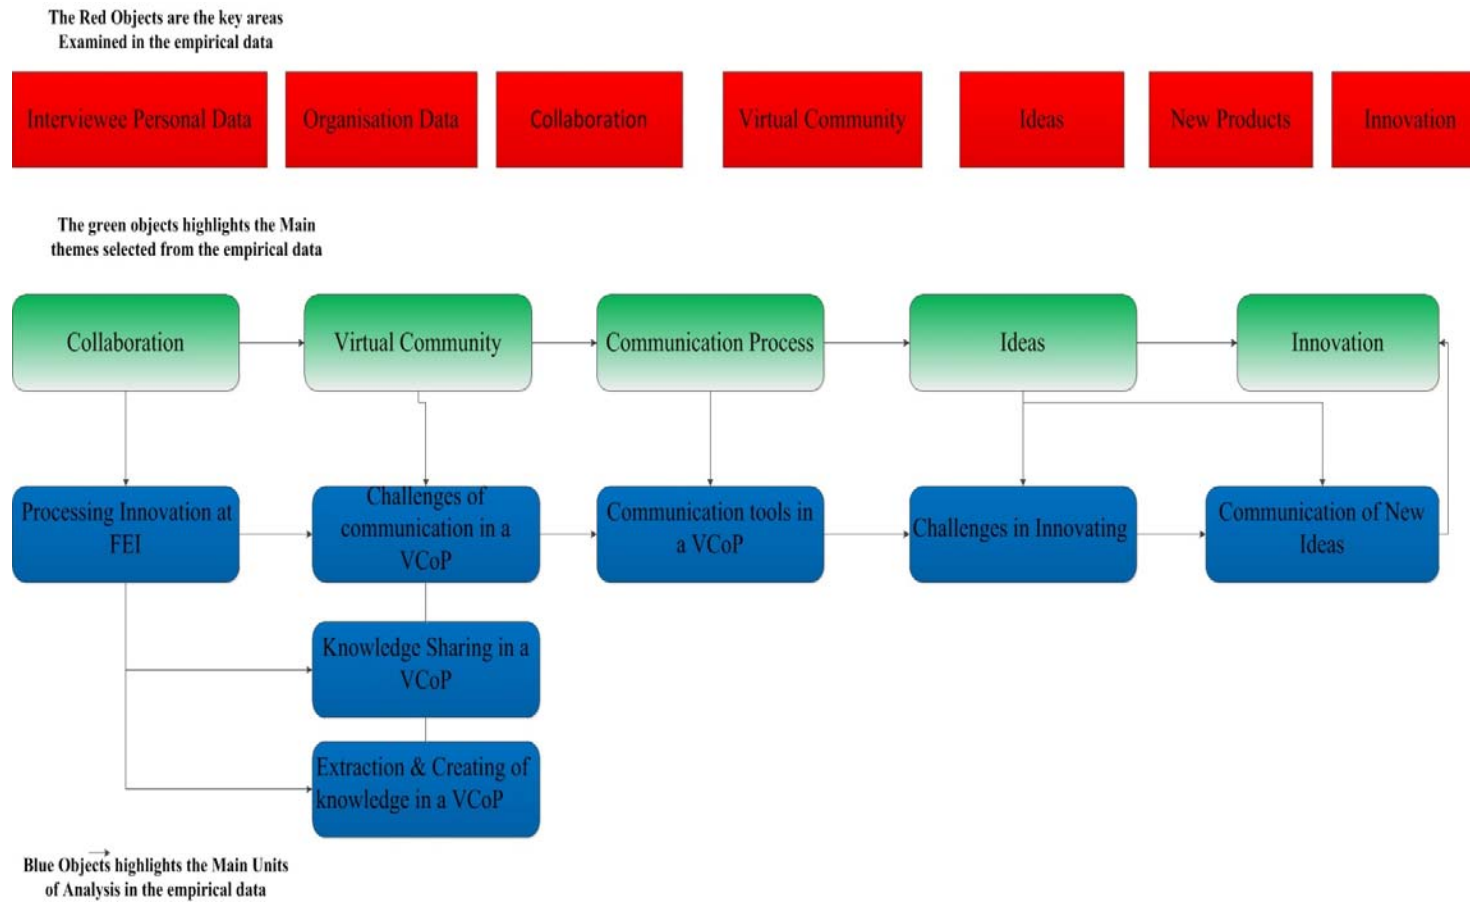 The Red Objects are the key areas
Examined in the empirical data
Interviewee Personal Data
Organisation Data
Collaboration
Virtual Community
Ideas
New Products
Innovation
The green objects highlights the Main
themes selected from the empirical data
Collaboration
Virtual Community
Communication Process
Ideas
Innovation
Processing Innovation at
FEI
Challenges of
communication in a
VCoP
Communication tools in
a VCoP
Challenges in Innovating
Communication of New
Ideas
Knowledge Sharing in a
VCoP
Extraction & Creating of
knowledge in a VCoP
Blue Objects highlights the Main Units
of Analysis in the empirical data